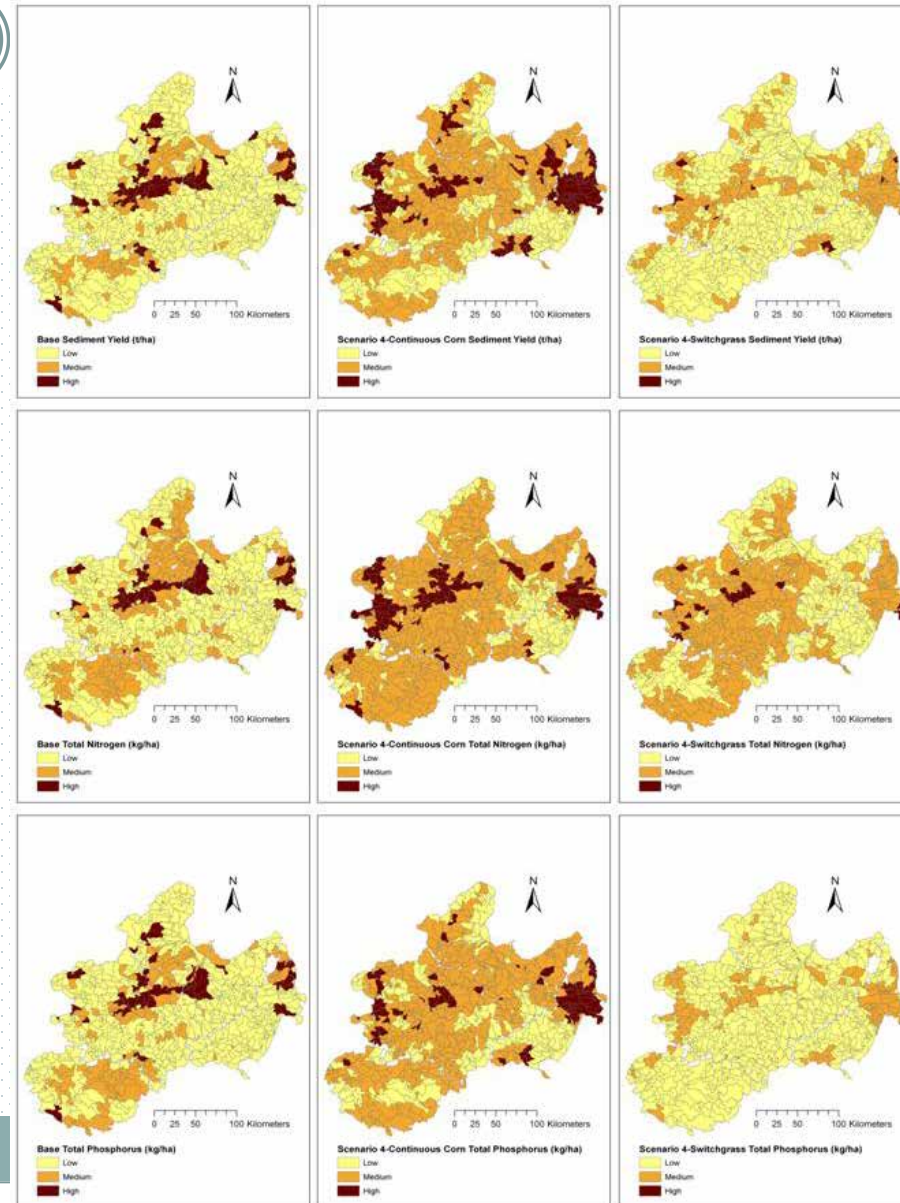 N
0 25 50 100 Kilometers
Base Sediment Yield (t/ha)
Low
Medium
High
N
0 25 50 100 Kilometers
Scenario 4-Continuous Corn Sediment Yield (t/ha)
Low
Medium
High
N
0 25 50 100 Kilometers
Scenario 4-Switchgrass Sediment Yield (t/ha)
Low
Medium
High
N
0 25 50 100 Kilometers
Base Total Nitrogen (kg/ha)
Low
Medium
High
N
0 25 50 100 Kilometers
Scenario 4-Continuous Corn Total Nitrogen (kg/ha)
Low
Medium
High
N
0 25 50 100 Kilometers
Scenario 4-Switchgrass Total Nitrogen (kg/ha)
Low
Medium
High
N
0 25 50 100 Kilometers
Base Total Phosphorus (kg/ha)
Low
Medium
High
N
0 25 50 100 Kilometers
Scenario 4-Continuous Corn Total Phosphorus (kg/ha)
Low
Medium
High
N
0 25 50 100 Kilometers
Scenario 4-Switchgrass Total Phosphorus (kg/ha)
Low
Medium
High